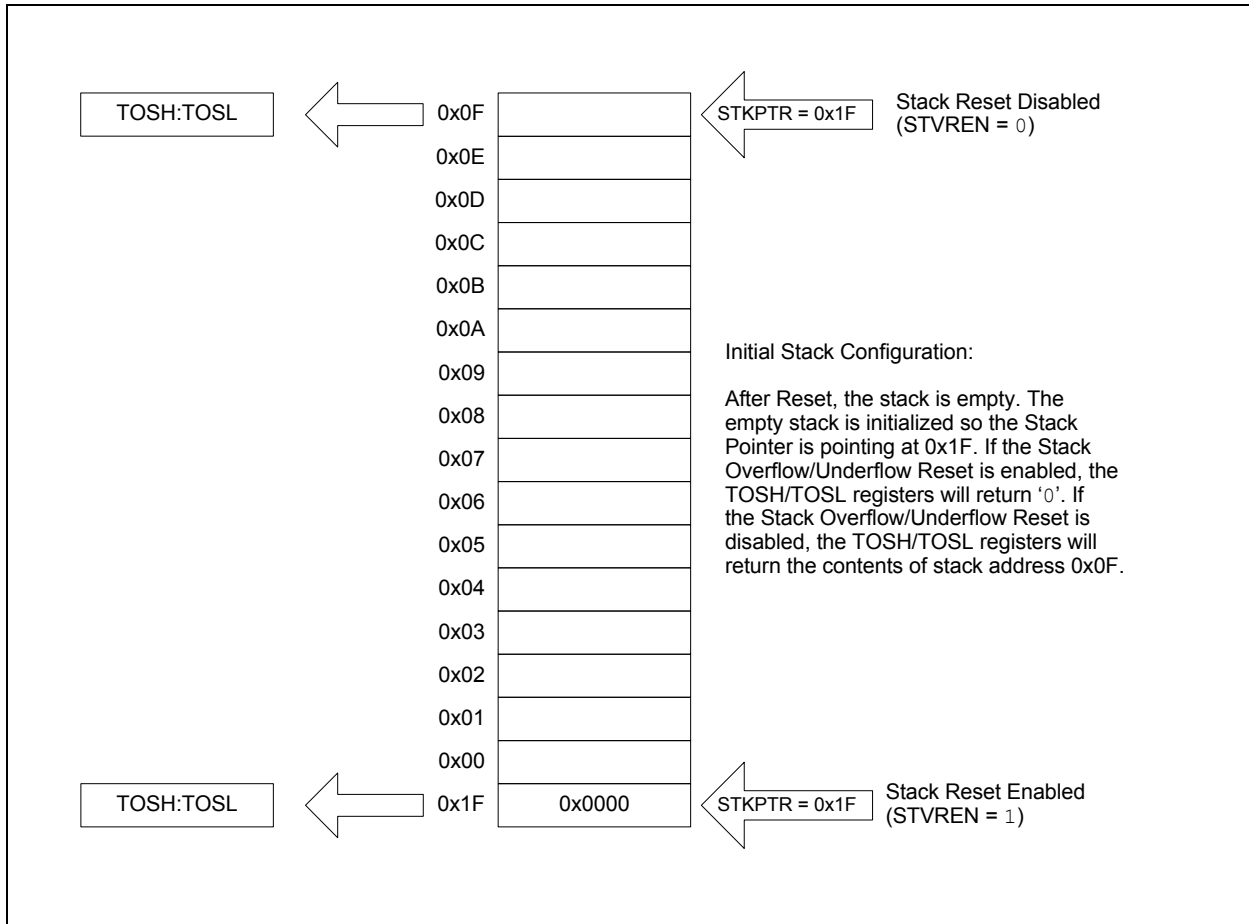 TOSH:TOSL
0x0F
STKPTR = 0x1F
Stack Reset Disabled
(STVREN = 0)
0x0E
0x0D
0x0C
0x0B
0x0A
0x09
0x08
0x07
0x06
0x05
0x04
0x03
0x02
0x01
0x00
Initial Stack Configuration:
After Reset, the stack is empty. The
empty stack is initialized so the Stack
Pointer is pointing at 0x1F. If the Stack
Overflow/Underflow Reset is enabled, the
TOSH/TOSL registers will return ‘0’. If
the Stack Overflow/Underflow Reset is
disabled, the TOSH/TOSL registers will
return the contents of stack address 0x0F.
TOSH:TOSL
0x1F
0x0000
STKPTR = 0x1F
Stack Reset Enabled
(STVREN = 1)